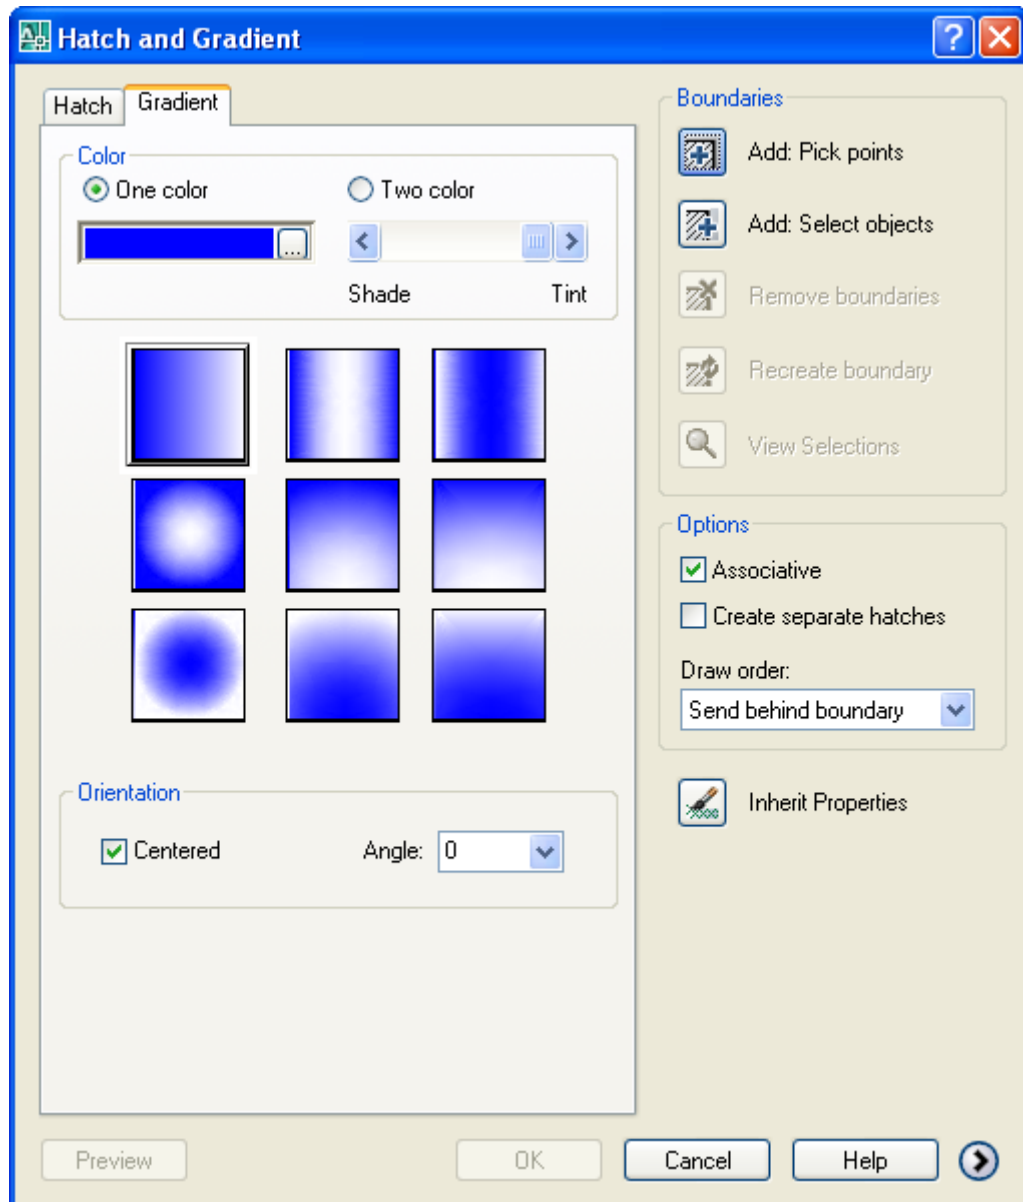 Hatch and Gradient
Hatch
Gradient
Color
One color
Two color
...
Shade
Tint
Orientation
Centered
Angle:
0
Boundaries
Add: Pick points
Add: Select objects
Remove boundaries
Recreate boundary
View Selections
Options
Associative
Create separate hatches
Draw order:
Send behind boundary
Inherit Properties
Preview
OK
Cancel
Help